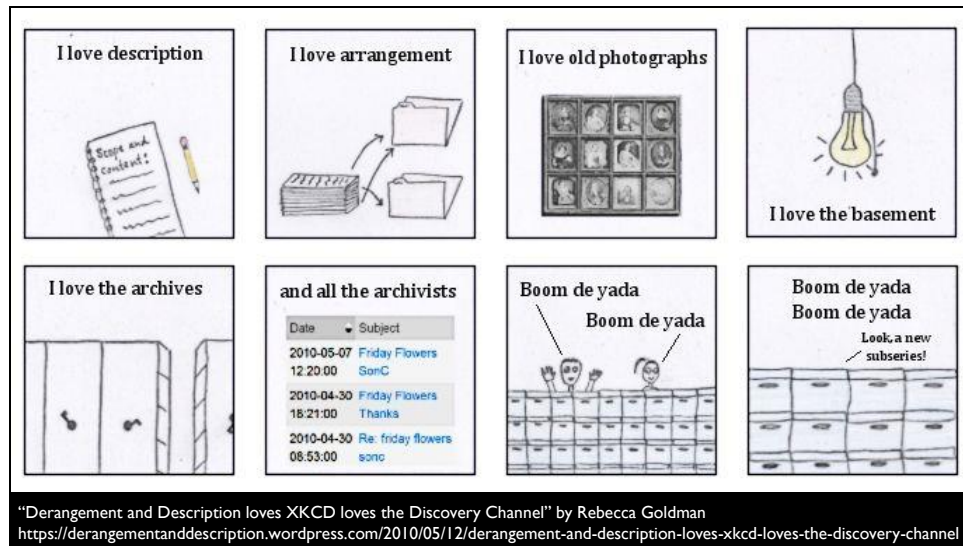 I love description
Scope and
content:
I love arrangement
I love old photographs
I love the basement
I love the archives
and all the archivists
Date Subject
2010-05-07 Friday Flowers
12:20:00 SonC
2010-04-30 Friday Flowers
18:21:00 Thanks
2010-04-30 Re: friday flowers
08:53:00 sonc
Boom de yada
Boom de yada
Boom de yada
Boom de yada
Look, a new
subseries!
“Derangement and Description loves XKCD loves the Discovery Channel” by Rebecca Goldman
https://derangementanddescription.wordpress.com/2010/05/12/derangement-and-description-loves-xkcd-loves-the-discovery-channel